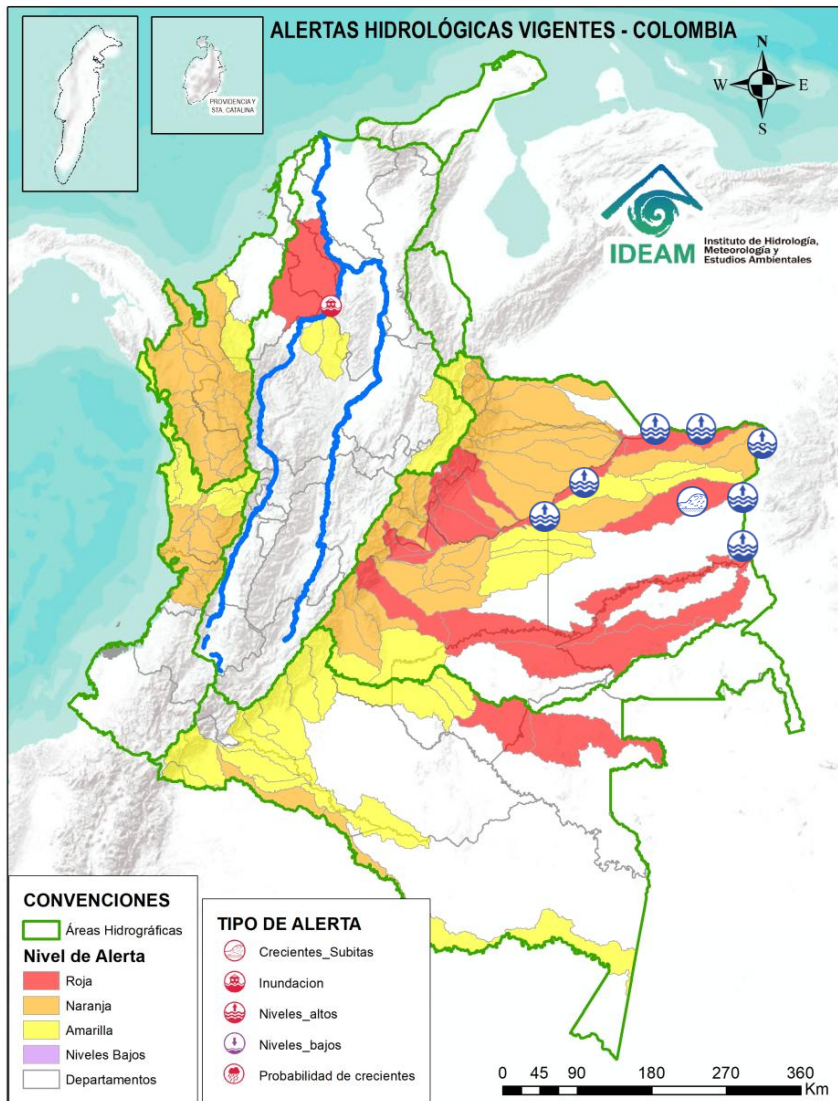 ALERTAS HIDROLÓGICAS VIGENTES - COLOMBIA
PROVIDENCIA Y
STA. CATALINA
N
W
E
S
IDEAM
Instituto de Hidrología,
Meteorología y
Estudios Ambientales
CONVENCIONES
Áreas Hidrográficas
Nivel de Alerta
Roja
Naranja
Amarilla
Niveles Bajos
Departamentos
TIPO DE ALERTA
Crecientes_Subitas
Inundacion
Niveles_altos
Niveles_bajos
Probabilidad de crecientes
0 45 90 180 270 360
Km